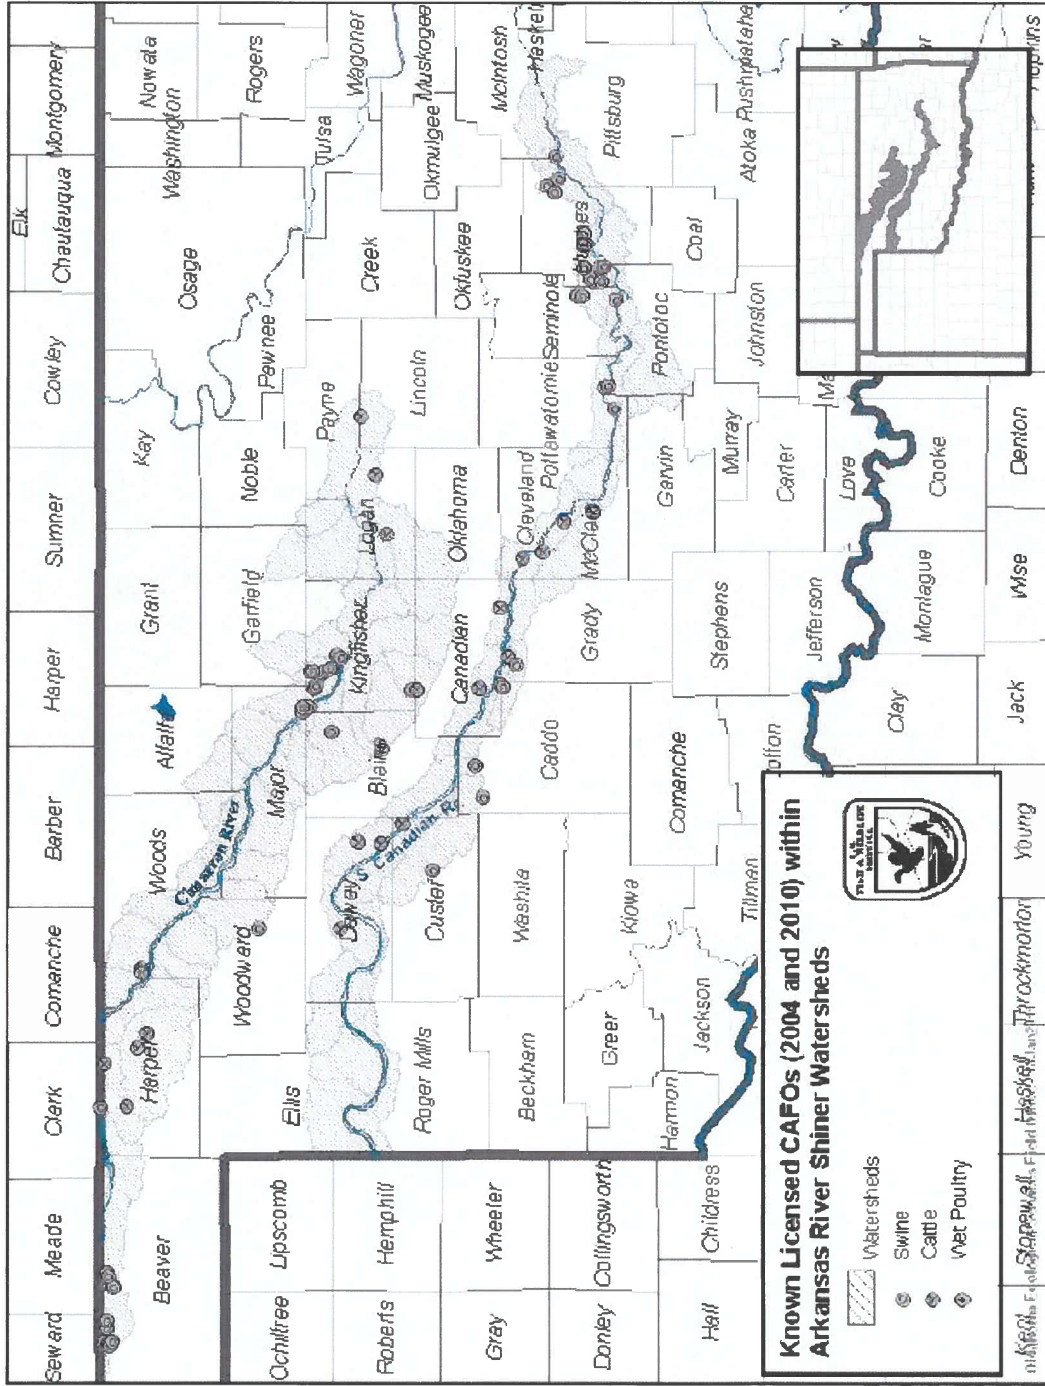 Seward
Meade
Clark
Comanche
Barber
Harper
Sumner
Cowley
Elk
Chautauqua
Montgomery
Beaver
Harper
Woods
Alfalfa
Grant
Kay
Osage
Washington
Nowata
Rogers
Cimarron River
Woodward
Major
Garfield
Noble
Pawnee
Ochiltree
Lipscomb
Ellis
Dewey
Blaine
Kingfisher
Logan
Payne
Creek
Tulsa
Wagoner
Roberts
Hemphill
Roger Mills
Custer
S Canadian R
Canadian
Oklahoma
Lincoln
Okfuskee
Okmulgee
Muskogee
Gray
Wheeler
Beckham
Washita
Caddo
Grady
Cleveland
McClain
Pottawatomie
Seminole
Hughes
McIntosh
Haskell
Pittsburg
Donley
Collingsworth
Greer
Kiowa
Comanche
Stephens
Garvin
Pontotoc
Coal
Atoka
Pushmataha
Hall
Childress
Harmon
Jackson
Tillman
Jefferson
Carter
Murray
Johnston
Love
Clay
Montague
Cooke
Jack
Wise
Denton
Young
Throckmorton
Haskell
Stonewall
Kent
Known Licensed CAFOs (2004 and 2010) within
Arkansas River Shiner Watersheds
Watersheds
Swine
Cattle
Wet Poultry
U.S.
FISH & WILDLIFE
SERVICE